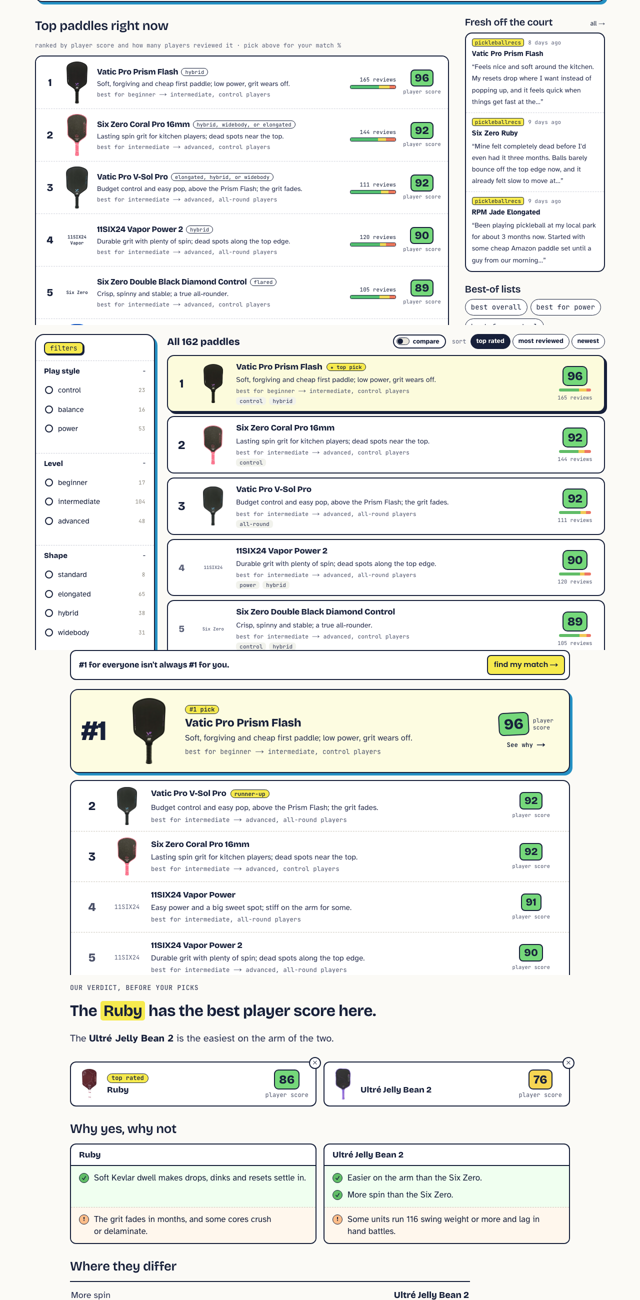 Top paddles right now
ranked by player score and how many players reviewed it · pick above for your match %
1
Vatic Pro Prism Flash hybrid
Soft, forgiving and cheap first paddle; low power, grit wears off.
best for beginner → intermediate, control players
165 reviews
96
player score
2
Six Zero Coral Pro 16mm hybrid, widebody, or elongated
Lasting spin grit for kitchen players; dead spots near the top.
best for intermediate → advanced, control players
144 reviews
92
player score
3
Vatic Pro V-Sol Pro elongated, hybrid, or widebody
Budget control and easy pop, above the Prism Flash; the grit fades.
best for intermediate → advanced, all-round players
111 reviews
92
player score
4
11SIX24 Vapor
11SIX24 Vapor Power 2 hybrid
Durable grit with plenty of spin; dead spots along the top edge.
best for intermediate → advanced, all-round players
120 reviews
90
player score
5
Six Zero
Six Zero Double Black Diamond Control flared
Crisp, spinny and stable; a true all-rounder.
best for intermediate → advanced, control players
105 reviews
89
player score
Fresh off the court
all →
pickleballrecs 8 days ago
Vatic Pro Prism Flash
“Feels nice and soft around the kitchen.
My resets drop where I want instead of
popping up, and it feels quick when
things get fast at the…”
pickleballrecs 9 days ago
Six Zero Ruby
“Mine felt completely dead before I'd
even had it three months. Balls barely
bounce off the top edge now, and it
already felt slow to move at…”
pickleballrecs 9 days ago
RPM Jade Elongated
“Been playing pickleball at my local park
for about 3 months now. Started with
some cheap Amazon paddle set until a
guy from our morning…”
Best-of lists
best overall
best for power
filters
Play style -
control 23
balance 16
power 53
Level -
beginner 17
intermediate 104
advanced 48
Shape -
standard 8
elongated 65
hybrid 38
widebody 31
All 162 paddles
compare
sort
top rated
most reviewed
newest
1
Vatic Pro Prism Flash ★ top pick
Soft, forgiving and cheap first paddle; low power, grit wears off.
best for beginner → intermediate, control players
control hybrid
96
165 reviews
2
Six Zero Coral Pro 16mm
Lasting spin grit for kitchen players; dead spots near the top.
best for intermediate → advanced, control players
control
92
144 reviews
3
Vatic Pro V-Sol Pro
Budget control and easy pop, above the Prism Flash; the grit fades.
best for intermediate → advanced, all-round players
all-round
92
111 reviews
4
11SIX24
11SIX24 Vapor Power 2
Durable grit with plenty of spin; dead spots along the top edge.
best for intermediate → advanced, all-round players
power hybrid
90
120 reviews
5
Six Zero
Six Zero Double Black Diamond Control
Crisp, spinny and stable; a true all-rounder.
best for intermediate → advanced, control players
control hybrid
89
105 reviews
#1 for everyone isn't always #1 for you.
find my match →
#1
#1 pick
Vatic Pro Prism Flash
Soft, forgiving and cheap first paddle; low power, grit wears off.
best for beginner → intermediate, control players
96
player score
See why →
2
Vatic Pro V-Sol Pro runner-up
Budget control and easy pop, above the Prism Flash; the grit fades.
best for intermediate → advanced, all-round players
92
player score
3
Six Zero Coral Pro 16mm
Lasting spin grit for kitchen players; dead spots near the top.
best for intermediate → advanced, control players
92
player score
4
11SIX24
11SIX24 Vapor Power
Easy power and a big sweet spot; stiff on the arm for some.
best for intermediate, all-round players
91
player score
5
11SIX24
11SIX24 Vapor Power 2
Durable grit with plenty of spin; dead spots along the top edge.
best for intermediate → advanced, all-round players
90
player score
OUR VERDICT, BEFORE YOUR PICKS
The Ruby has the best player score here.
The Ultré Jelly Bean 2 is the easiest on the arm of the two.
top rated
Ruby
86
player score
Ultré Jelly Bean 2
76
player score
Why yes, why not
Ruby
Soft Kevlar dwell makes drops, dinks and resets settle in.
The grit fades in months, and some cores crush
or delaminate.
Ultré Jelly Bean 2
Easier on the arm than the Six Zero.
More spin than the Six Zero.
Some units run 116 swing weight or more and lag in
hand battles.
Where they differ
More spin
Ultré Jelly Bean 2